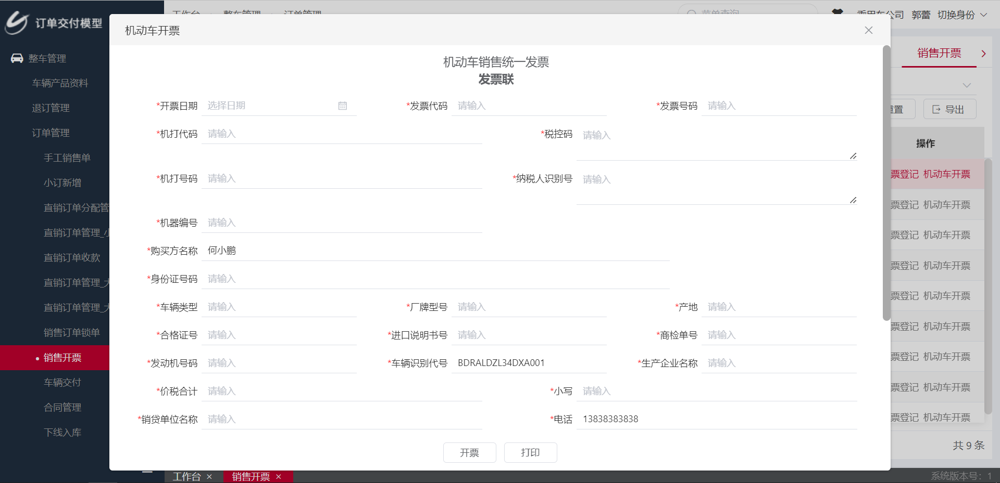 订单交付模型
工作台
整车管理
订单管理
菜单查询
郭蕾
切换身份
整车管理
车辆产品资料
退订管理
订单管理
手工销售单
小订新增
直销订单分配管
直销订单管理_小
直销订单收款
直销订单管理_大
直销订单管理_大
销售订单锁单
销售开票
车辆交付
合同管理
下线入库
机动车开票
机动车销售统一发票
发票联
*开票日期 选择日期 *发票代码 请输入 *发票号码 请输入
*机打代码 请输入 *税控码 请输入
*机打号码 请输入 *纳税人识别号 请输入
*机器编号 请输入
*购买方名称 何小鹏
*身份证号码 请输入
*车辆类型 请输入 *厂牌型号 请输入 *产地 请输入
*合格证号 请输入 *进口说明书号 请输入 *商检单号 请输入
*发动机号码 请输入 *车辆识别代号 BDRALDZL34DXA001 *生产企业名称 请输入
*价税合计 请输入 *小写 请输入
*销贷单位名称 请输入 *电话 13838383838
开票 打印
销售开票
置 导出
操作
票登记 机动车开票
票登记 机动车开票
票登记 机动车开票
票登记 机动车开票
票登记 机动车开票
票登记 机动车开票
票登记 机动车开票
票登记 机动车开票
票登记 机动车开票
共 9 条
工作台 ×
销售开票 ×
系统版本号：1